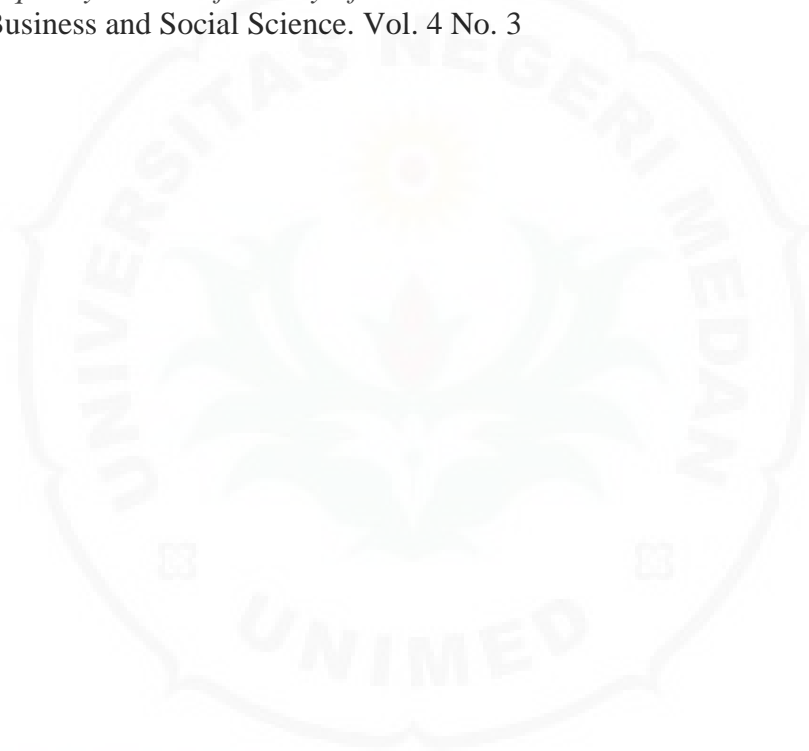 Business and Social Science. Vol. 4 No. 3
UNIVERSITAS NEGERI MEDAN
UNIMED